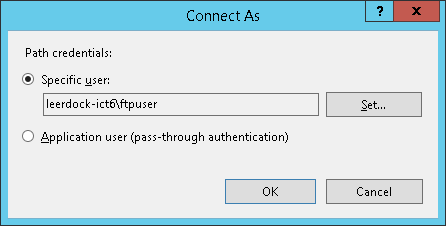 Connect As
?
Path credentials:
Specific user:
leerdock-ict6\ftpuser
Set...
Application user (pass-through authentication)
OK
Cancel